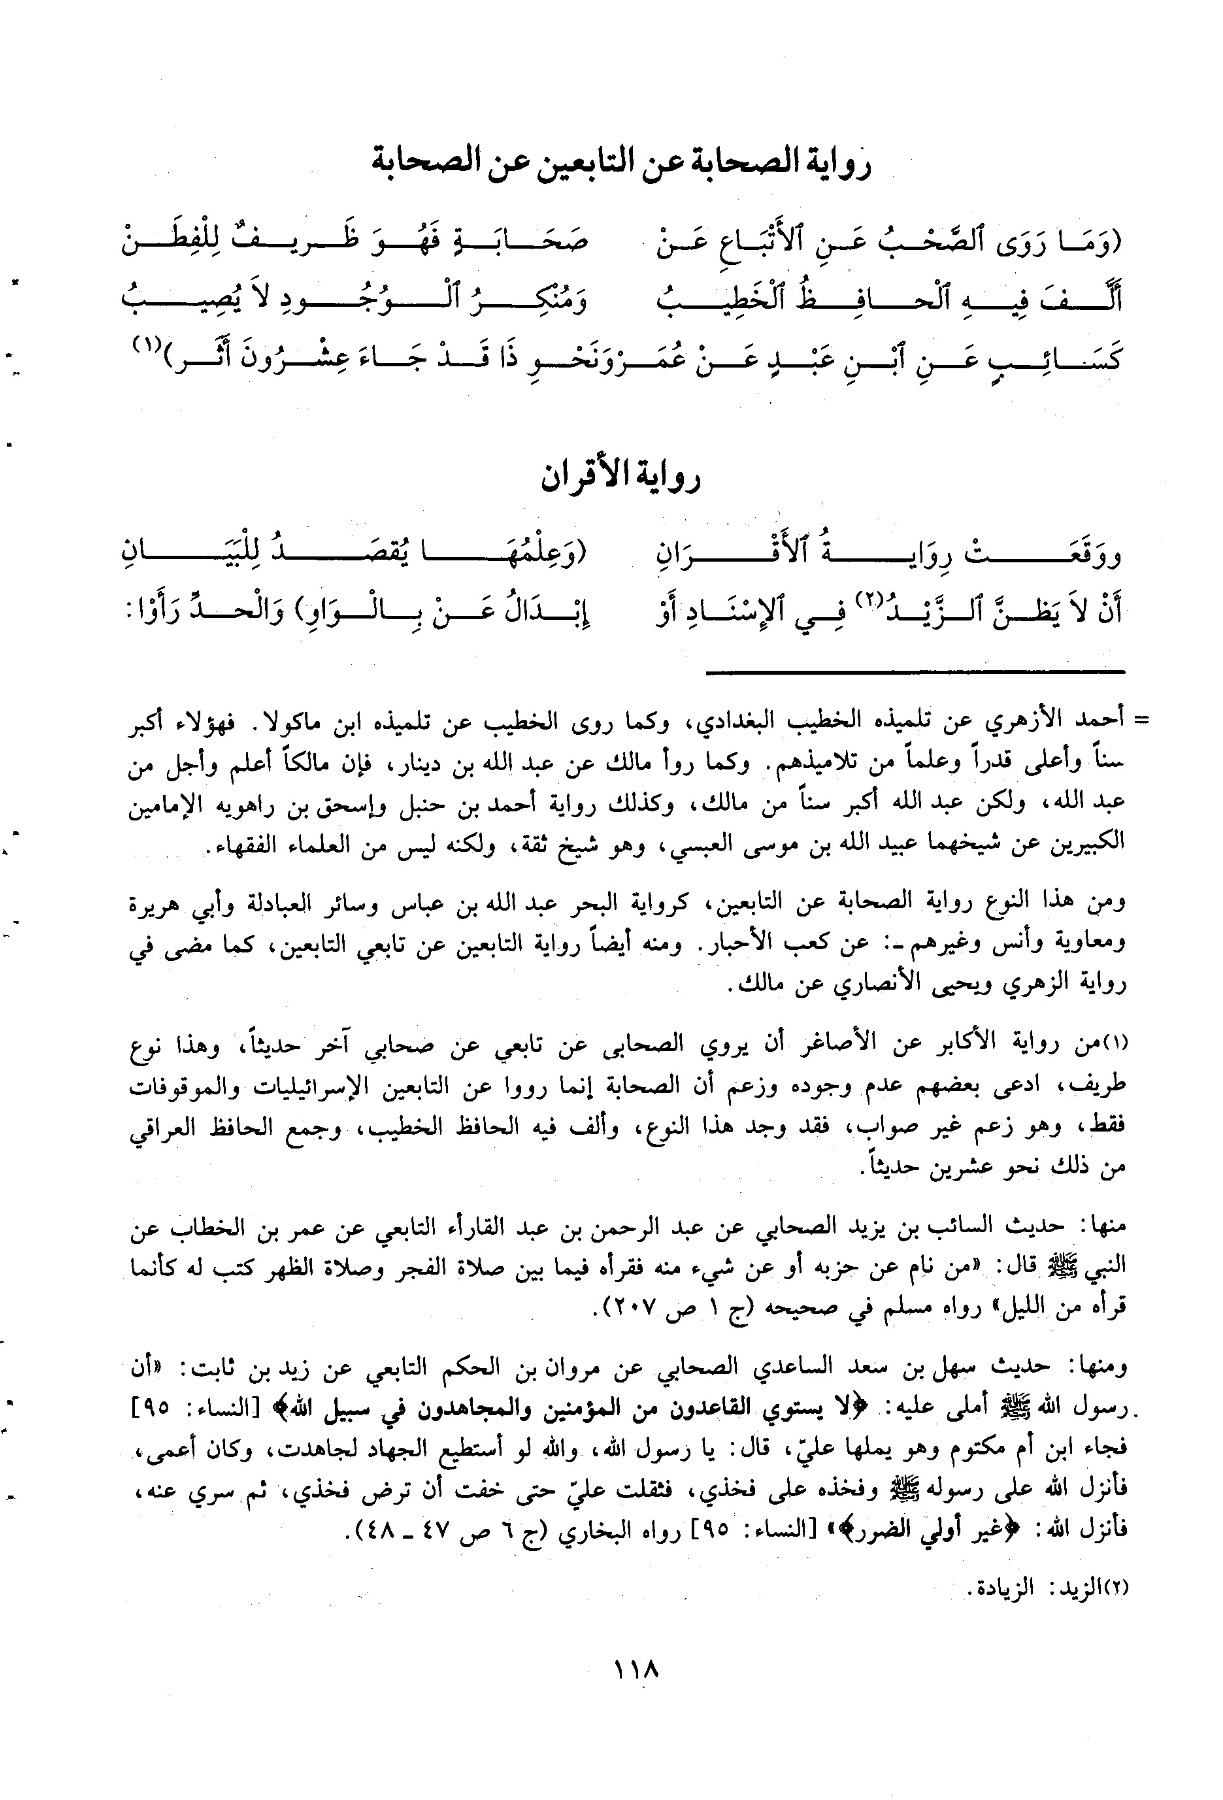 رواية الصحابة عن التابعين عن الصحابة
(وَمَا رَوَى ٱلصَّحْبُ عَنِ ٱلأَتْبَاعِ عَنْ صَحَابَةٍ فَهُوَ ظَرِيفٌ لِلْفِطَنْ
أَلَّفَ فِيهِ ٱلْحافِظُ ٱلْخَطِيبُ وَمُنْكِرُ ٱلْوُجُودِ لاَ يُصِيبُ
كَسَائِبٍ عَنِ ٱبْنِ عَبْدٍ عَنْ عُمَرْ وَنَحْوِ ذَا قَدْ جَاءَ عِشْرُونَ أَثَر)(١)
رواية الأقران
ووَقَعَتْ رِوَايةُ ٱلأَقْرَانِ (وَعِلْمُهَا يُقصَدُ لِلْبَيَانِ
أَنْ لاَ يَظنَّ ٱلزَّيْدُ(٢) فِي ٱلإِسْنَادِ أَوْ إِبْدَالُ عَنْ بِالْوَاوِ) وَالْحدِّ رَأَوْا:
= أحمد الأزهري عن تلميذه الخطيب البغدادي، وكما روى الخطيب عن تلميذه ابن ماكولا. فهؤلاء أكبر
سناً وأعلى قدراً وعلماً من تلاميذهم. وكما روأ مالك عن عبد الله بن دينار، فإن مالكاً أعلم وأجل من
عبد الله، ولكن عبد الله أكبر سناً من مالك، وكذلك رواية أحمد بن حنبل وإسحق بن راهويه الإمامين
الكبيرين عن شيخهما عبيد الله بن موسى العبسي، وهو شيخ ثقة، ولكنه ليس من العلماء الفقهاء.
ومن هذا النوع رواية الصحابة عن التابعين، كرواية البحر عبد الله بن عباس وسائر العبادلة وأبي هريرة
ومعاوية وأنس وغيرهم -: عن كعب الأحبار. ومنه أيضاً رواية التابعين عن تابعي التابعين، كما مضى في
رواية الزهري ويحيى الأنصاري عن مالك.
(١)من رواية الأكابر عن الأصاغر أن يروي الصحابى عن تابعي عن صحابي آخر حديثاً، وهذا نوع
طريف، ادعى بعضهم عدم وجوده وزعم أن الصحابة إنما رووا عن التابعين الإسرائيليات والموقوفات
فقط، وهو زعم غير صواب، فقد وجد هذا النوع، وألف فيه الحافظ الخطيب، وجمع الحافظ العراقي
من ذلك نحو عشرين حديثاً.
منها: حديث السائب بن يزيد الصحابي عن عبد الرحمن بن عبد القارأء التابعي عن عمر بن الخطاب عن
النبي ﷺ قال: «من نام عن حزبه أو عن شيء منه فقرأه فيما بين صلاة الفجر وصلاة الظهر كتب له كأنما
قرأه من الليل» رواه مسلم في صحيحه (ج ١ ص ٢٠٧).
ومنها: حديث سهل بن سعد الساعدي الصحابي عن مروان بن الحكم التابعي عن زيد بن ثابت: «أن
رسول الله ﷺ أملى عليه: ﴿لا يستوي القاعدون من المؤمنين والمجاهدون في سبيل الله﴾ [النساء: ٩٥]
فجاء ابن أم مكتوم وهو يملها عليّ، قال: يا رسول الله، والله لو أستطيع الجهاد لجاهدت، وكان أعمى،
فأنزل الله على رسوله ﷺ وفخذه على فخذي، فثقلت عليّ حتى خفت أن ترض فخذي، ثم سري عنه،
فأنزل الله: ﴿غير أولي الضرر﴾» [النساء: ٩٥] رواه البخاري (ج ٦ ص ٤٧ - ٤٨).
(٢)الزيد: الزيادة.
١١٨